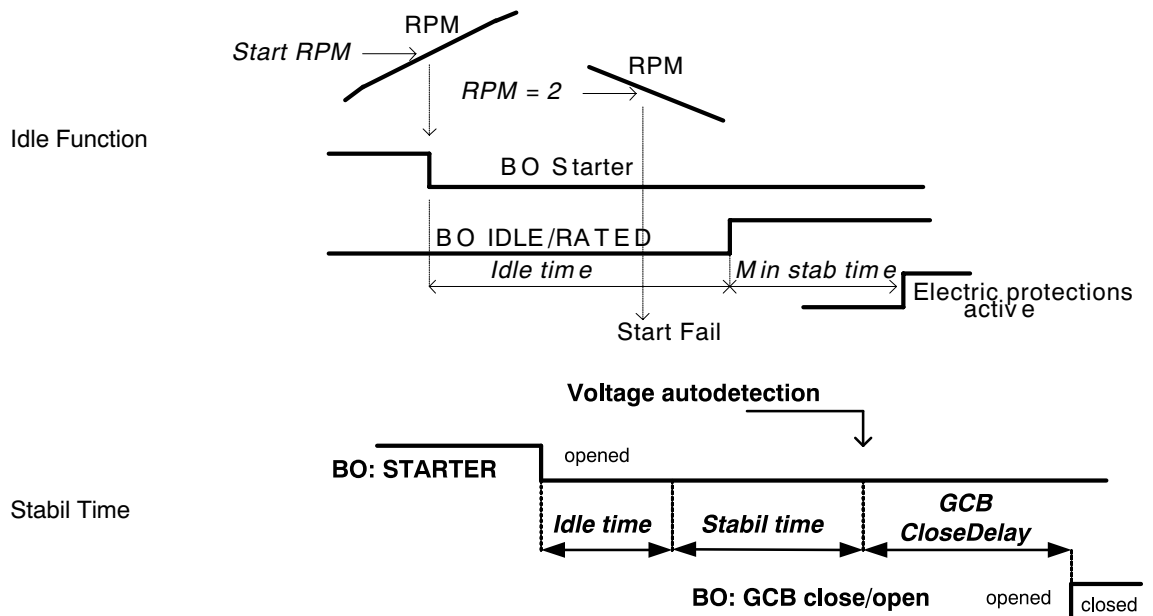 RPM
Start RPM
RPM
RPM = 2
Idle Function
BO Starter
BO IDLE/RATED
Idle time
Min stab time
Electric protections
active
Start Fail
Voltage autodetection
opened
BO: STARTER
Stabil Time
Idle time
Stabil time
GCB
CloseDelay
BO: GCB close/open
opened
closed